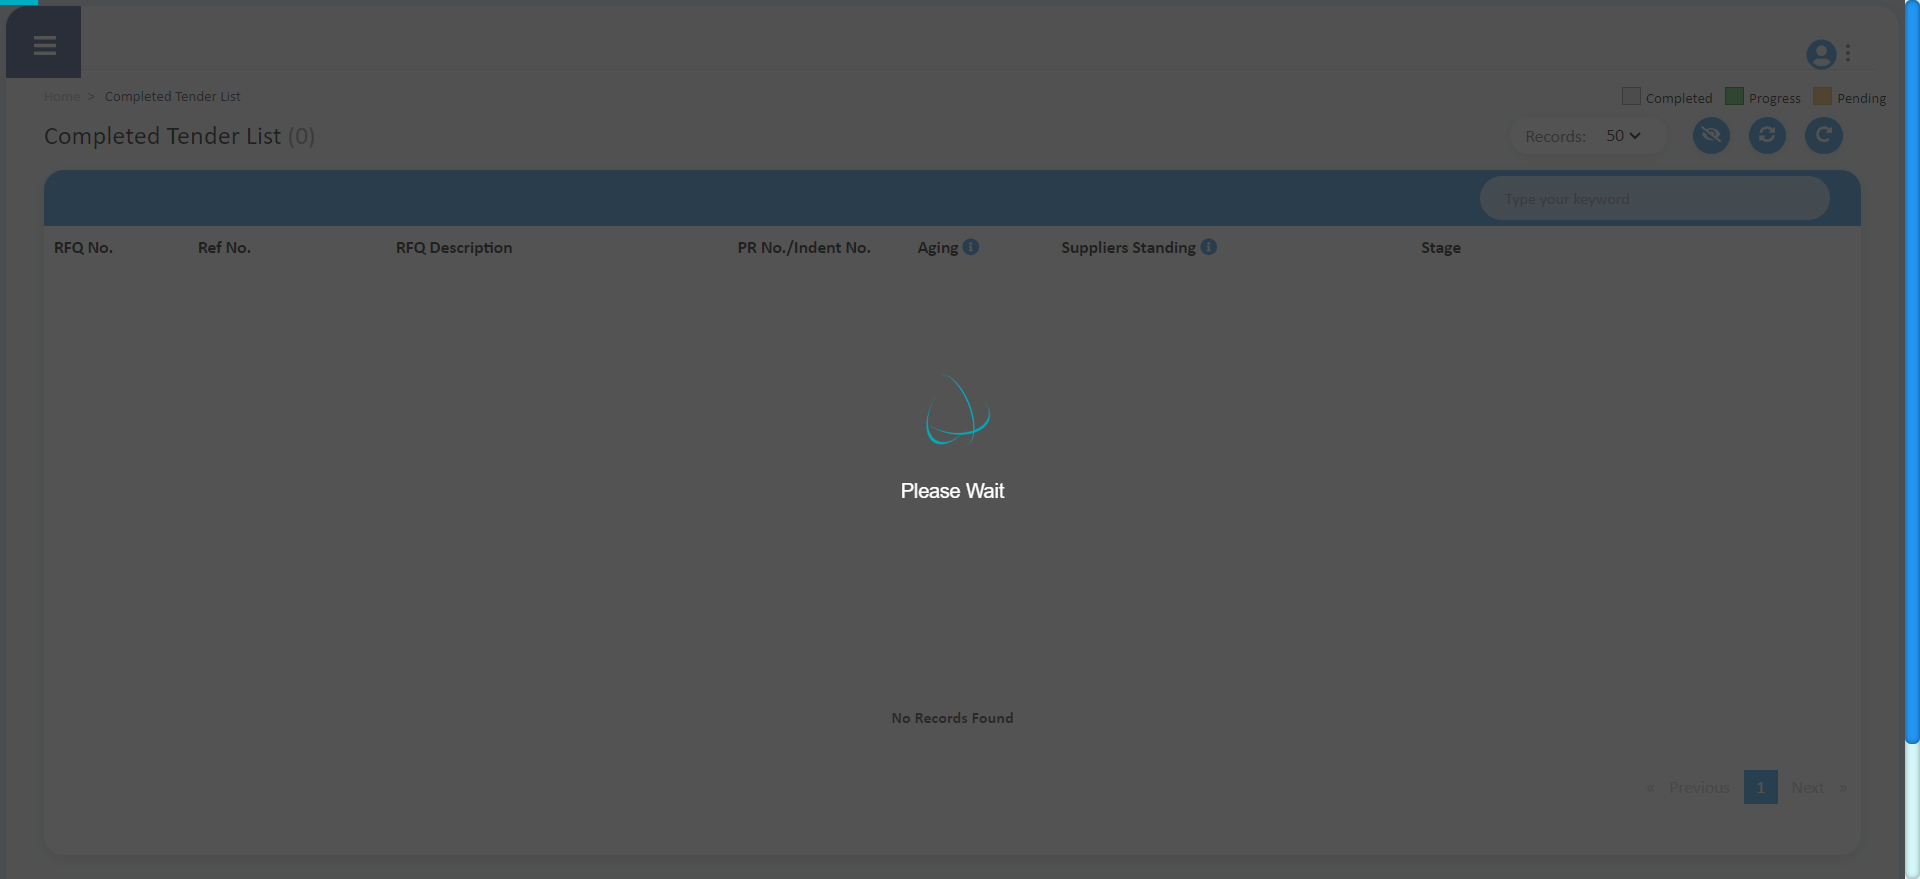 Home > Completed Tender List
Completed Progress Pending
Completed Tender List (0)
Records: 50
Type your keyword
RFQ No. Ref No. RFQ Description PR No./Indent No. Aging Suppliers Standing Stage
Please Wait
No Records Found
« Previous 1 Next »